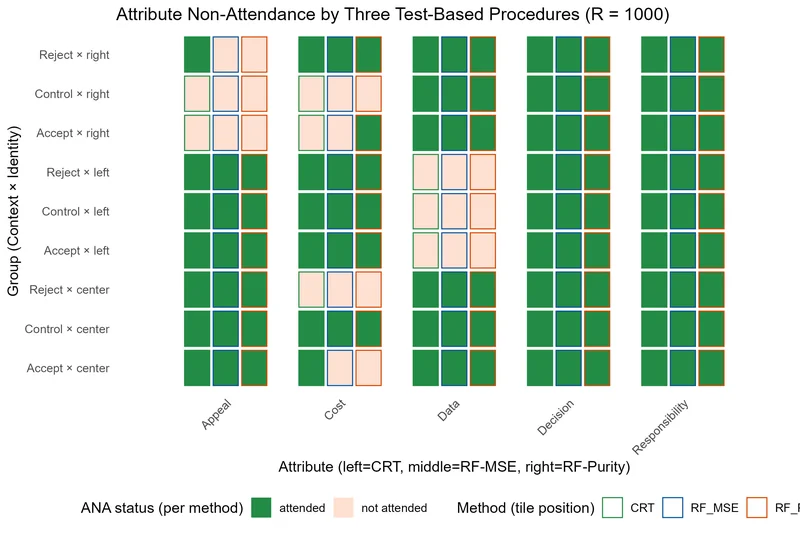 Attribute Non-Attendance by Three Test-Based Procedures (R = 1000)
Group (Context × Identity)
Reject × right
Control × right
Accept × right
Reject × left
Control × left
Accept × left
Reject × center
Control × center
Accept × center
Appeal
Cost
Data
Decision
Responsibility
Attribute (left=CRT, middle=RF-MSE, right=RF-Purity)
ANA status (per method) attended not attended Method (tile position) CRT RF_MSE